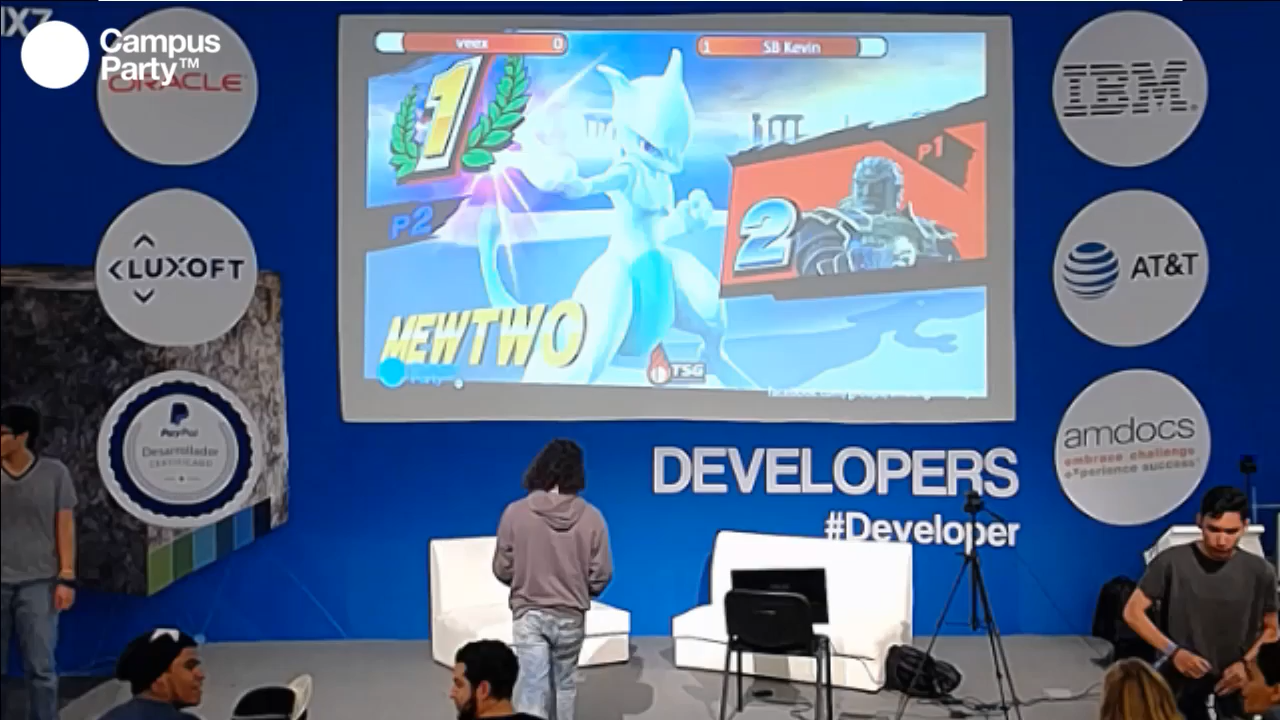 Campus
Party™
ORACLE
veex 0
1 SB Kevin
IBM®
1
P1
P2
2
LUXOFT
AT&T
MEWTWO
TSG
PayPal
Desarrollador
CERTIFICADO
DEVELOPERS
#Developer
amdocs
embrace challenge
experience success™